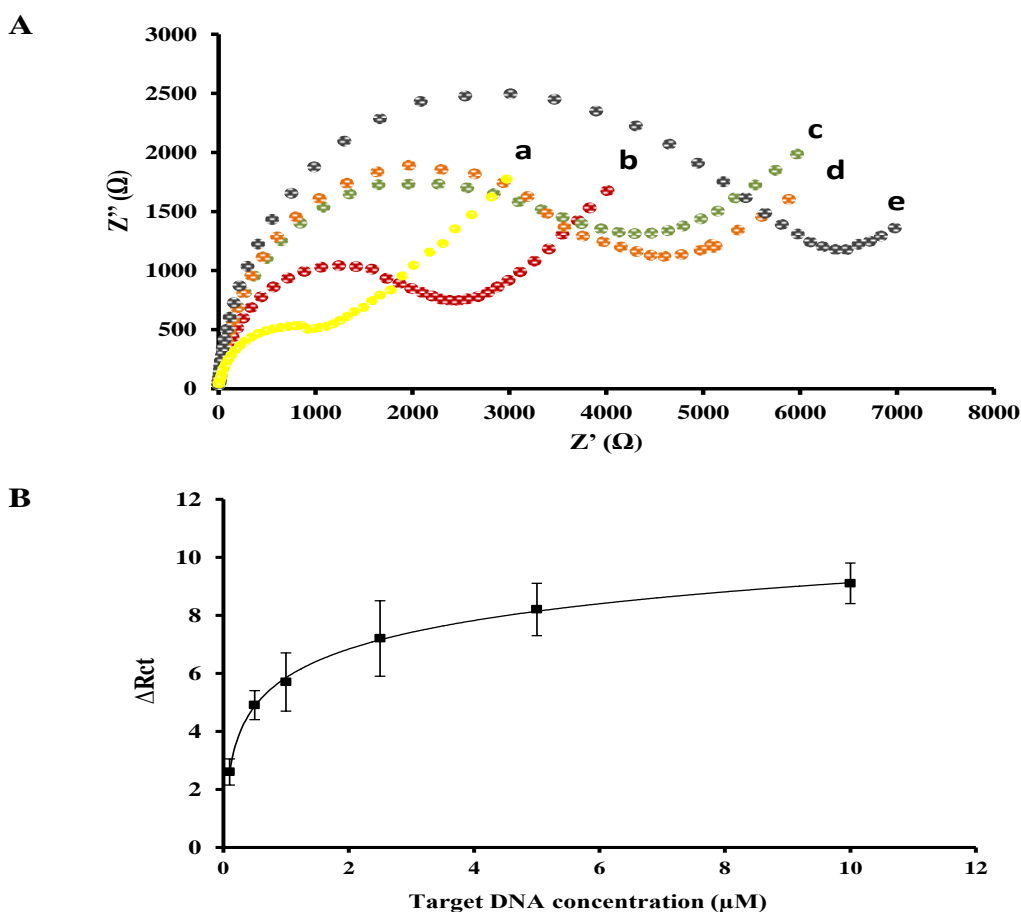 A
3000
2500
2000
1500
1000
500
0
Z’’ (Ω)
a
b
c
d
e
0 1000 2000 3000 4000 5000 6000 7000 8000
Z’ (Ω)
B
12
10
8
6
4
2
0
ΔRct
0 2 4 6 8 10 12
Target DNA concentration (µM)